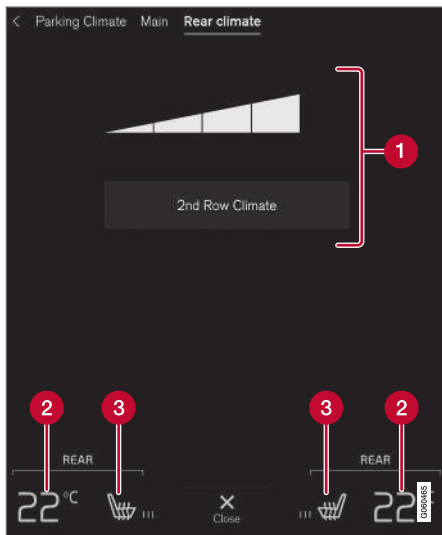 < Parking Climate Main Rear climate
1
2nd Row Climate
2 3 3 2
REAR REAR
22°C Close 22
G060465